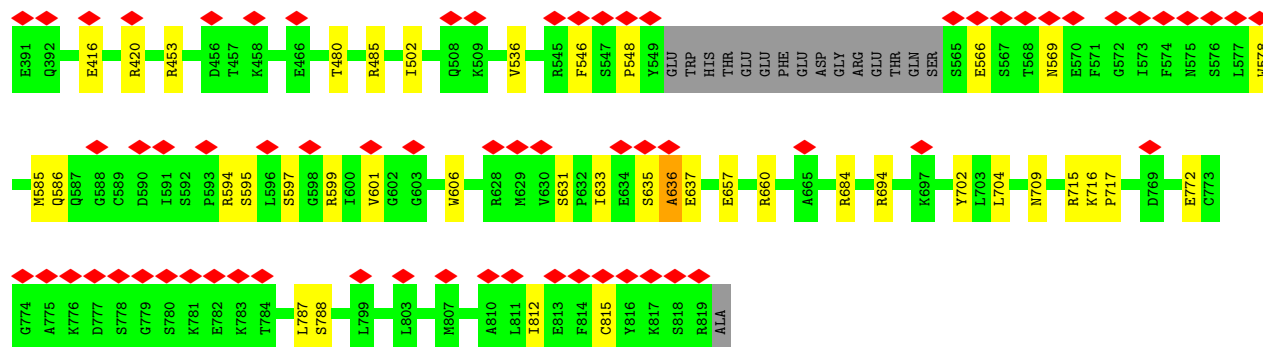 E391 Q392 E416 R420 R453 D456 T457 K458 E466 T480 R485 I502 Q508 K509 V536 R545 F546 S547 P548 Y549 GLU TRP HIS THR GLU GLU PHE GLU ASP GLY ARG GLU THR GLN SER S565 E566 S567 T568 N569 E570 F571 G572 I573 F574 N575 S576 L577 W578
M585 Q586 Q587 G588 C589 D590 I591 S592 P593 R594 S595 L596 S597 G598 R599 I600 V601 G602 G603 W606 R628 M629 V630 S631 P632 I633 E634 S635 A636 E637 E657 R660 A665 R684 R694 K697 Y702 L703 L704 N709 R715 K716 P717 D769 E772 C773
G774 A775 K776 D777 S778 G779 S780 K781 E782 K783 T784 L787 S788 L799 L803 M807 A810 L811 I812 E813 F814 C815 Y816 K817 S818 R819 ALA